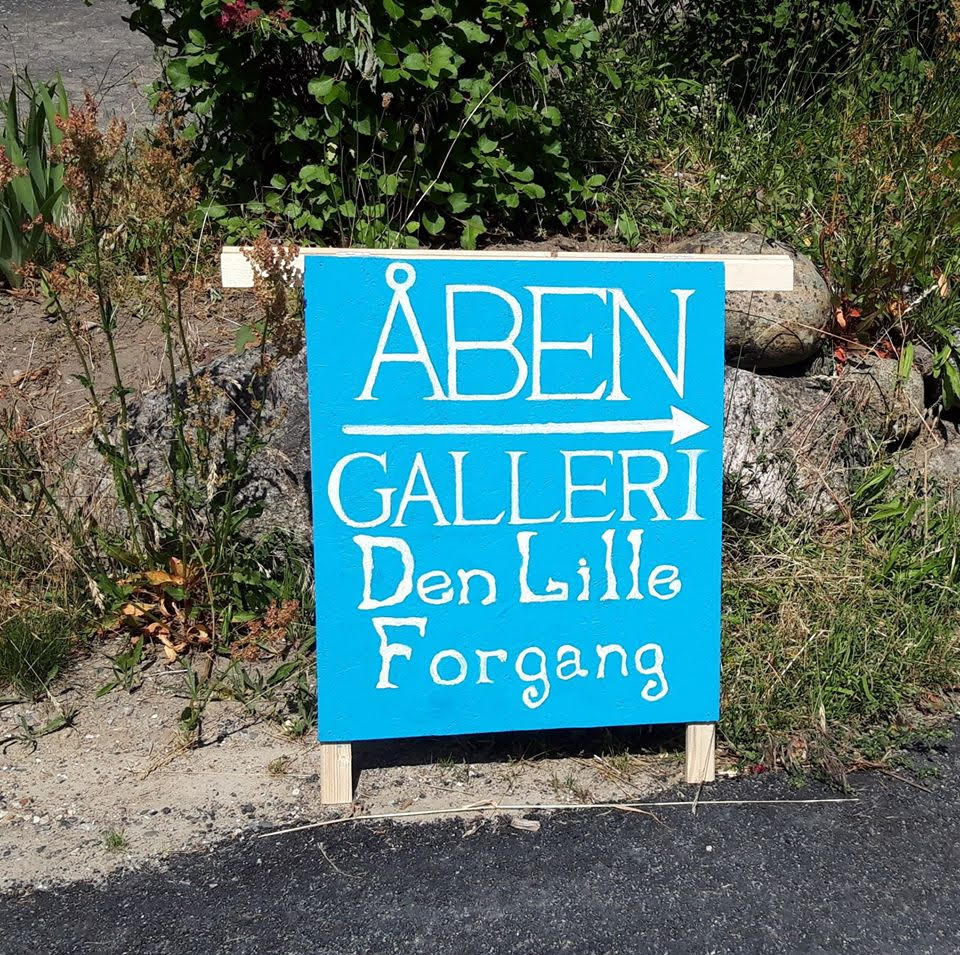 ÅBEN
GALLERI
Den Lille
Forgang